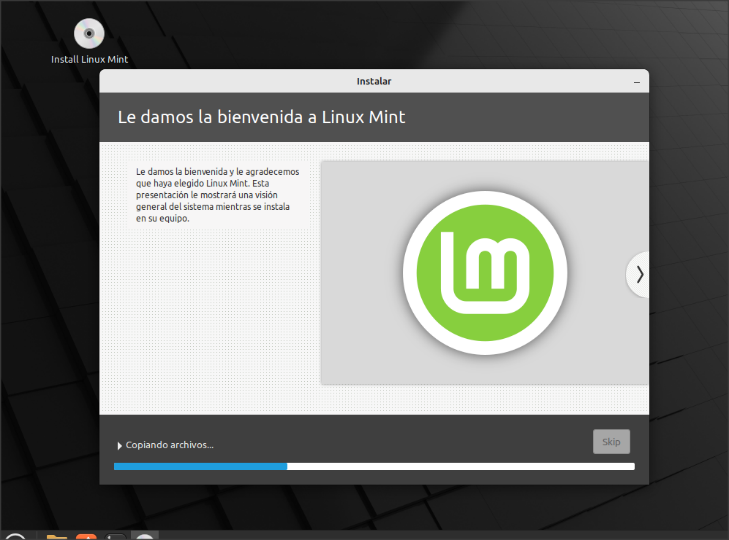 Install Linux Mint
Instalar
Le damos la bienvenida a Linux Mint
Le damos la bienvenida y le agradecemos
que haya elegido Linux Mint. Esta
presentación le mostrará una visión
general del sistema mientras se instala
en su equipo.
lm
Copiando archivos...
Skip